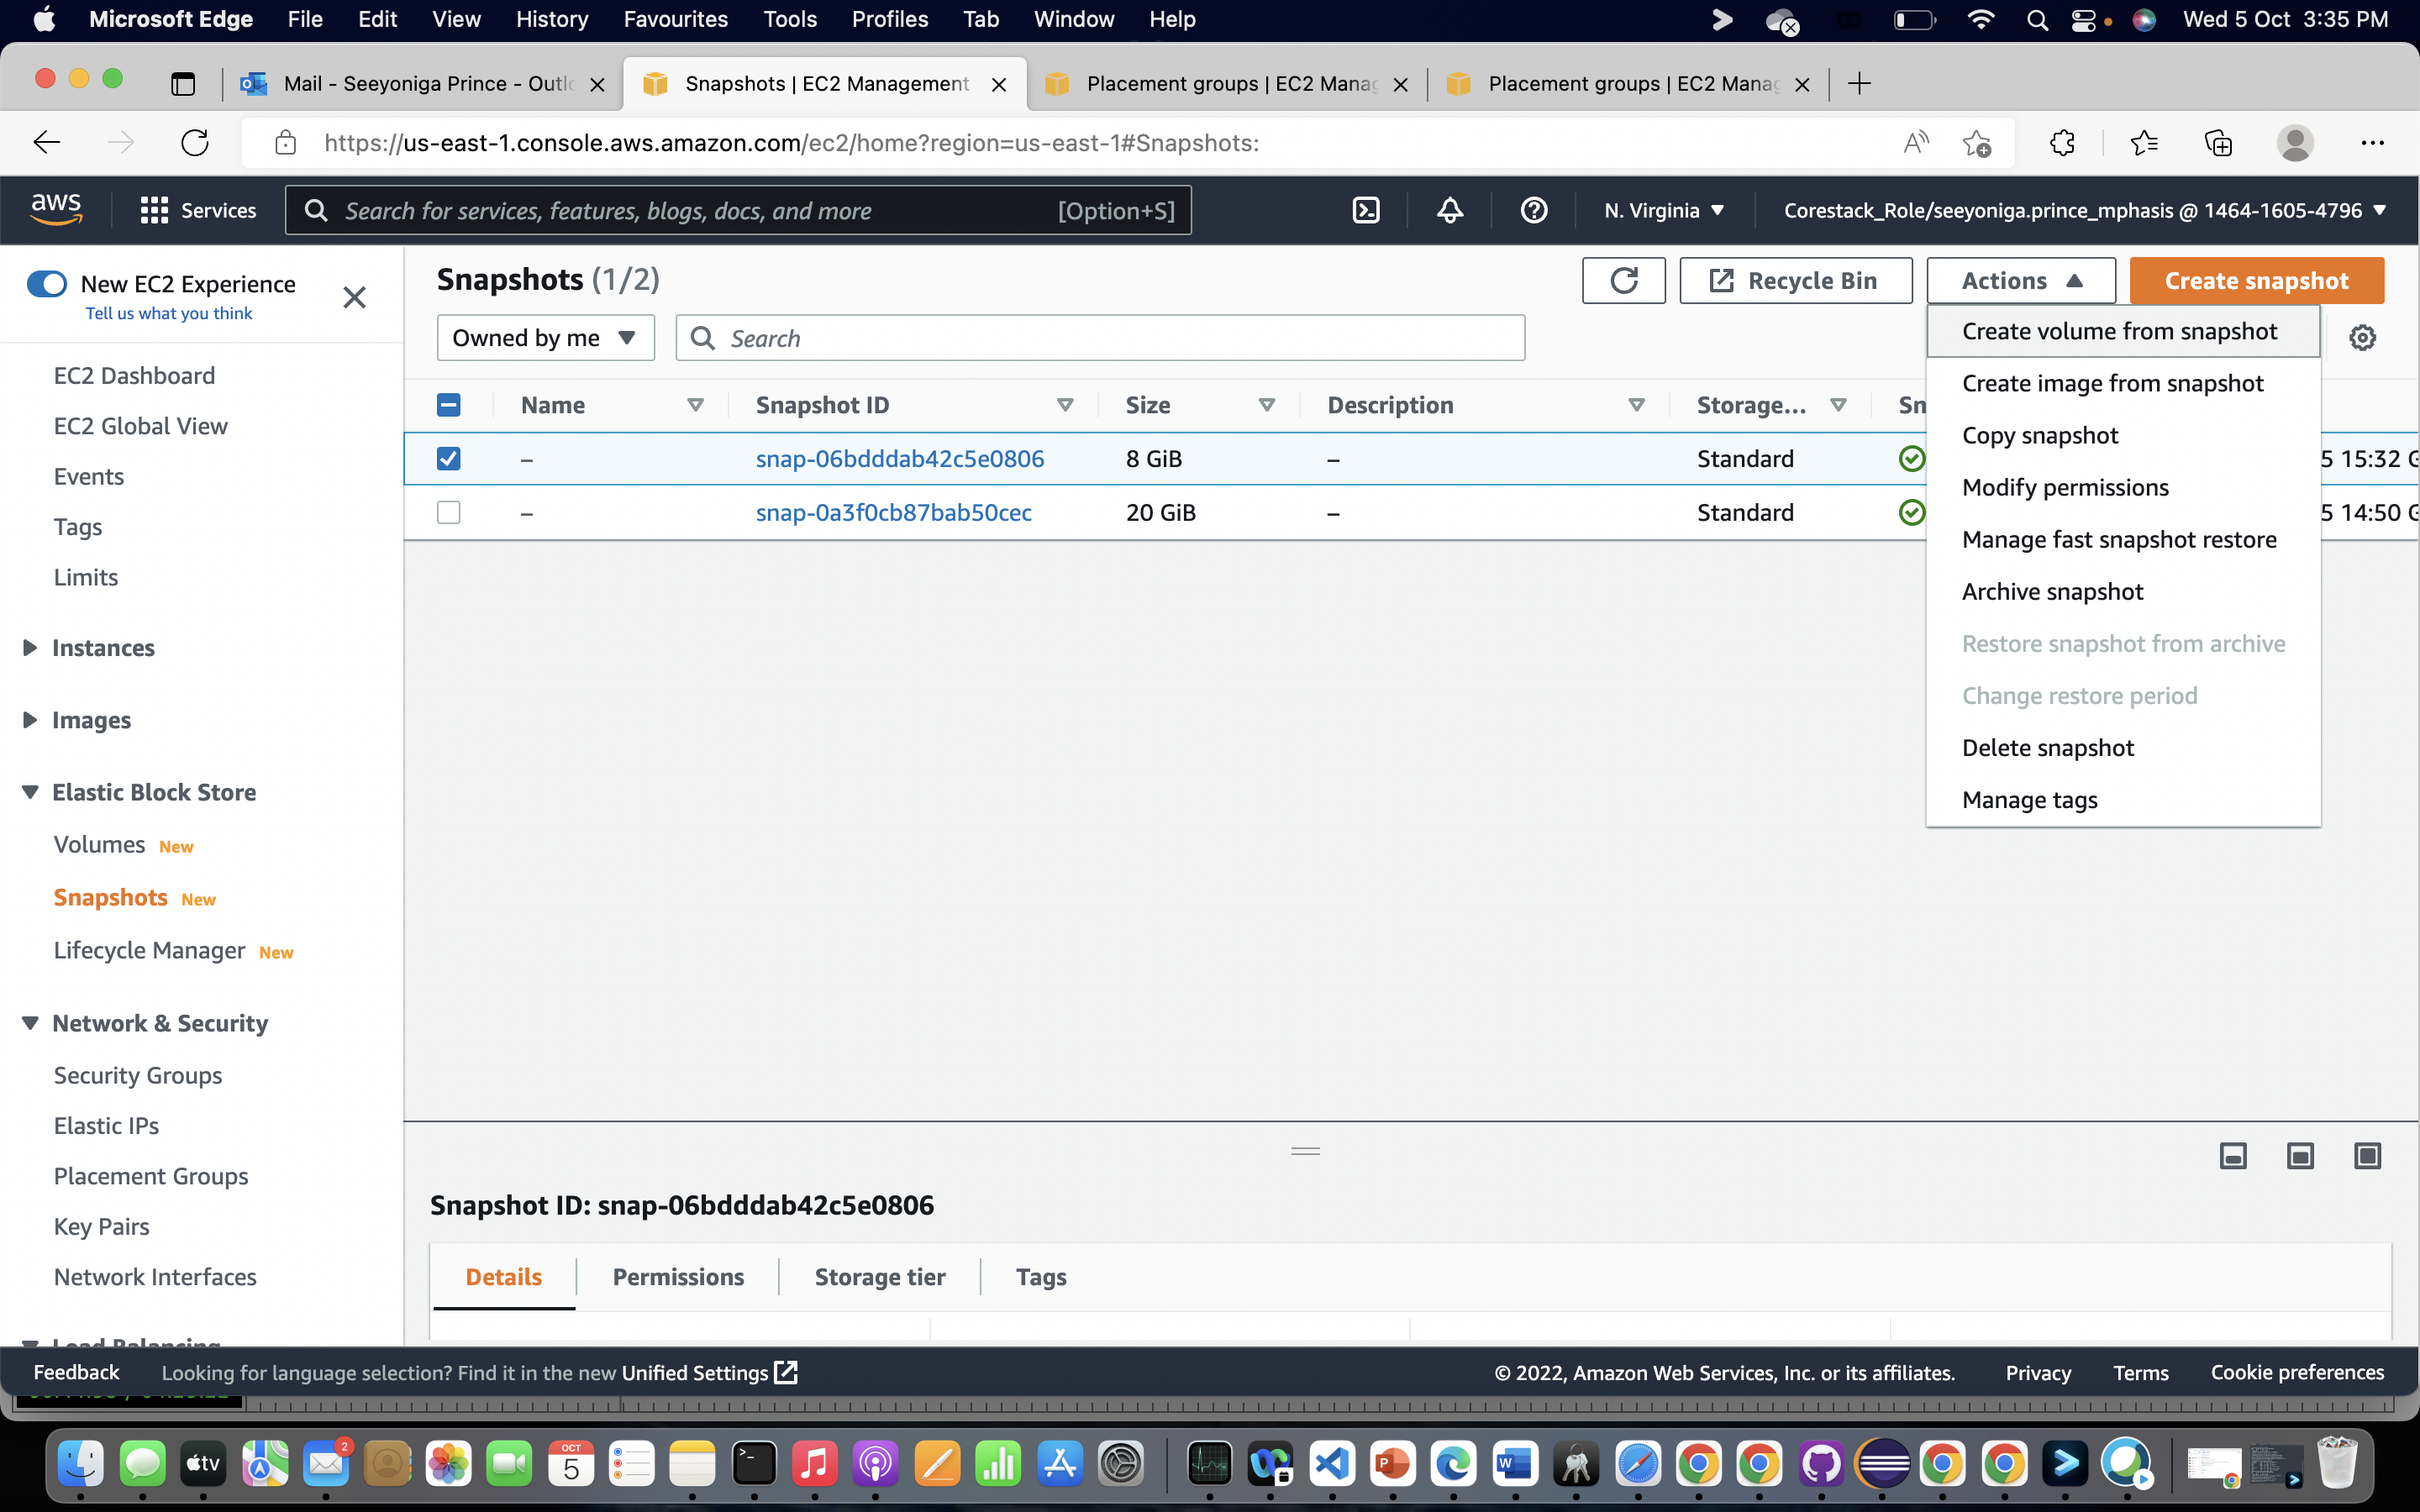 Microsoft Edge File Edit View History Favourites Tools Profiles Tab Window Help Wed 5 Oct 3:35 PM
Mail - Seeyoniga Prince - Outlo Snapshots | EC2 Management Placement groups | EC2 Manag Placement groups | EC2 Manag
https://us-east-1.console.aws.amazon.com/ec2/home?region=us-east-1#Snapshots:
aws Services Search for services, features, blogs, docs, and more [Option+S] N. Virginia Corestack_Role/seeyoniga.prince_mphasis @ 1464-1605-4796
New EC2 Experience
Tell us what you think
EC2 Dashboard
EC2 Global View
Events
Tags
Limits
Instances
Images
Elastic Block Store
Volumes New
Snapshots New
Lifecycle Manager New
Network & Security
Security Groups
Elastic IPs
Placement Groups
Key Pairs
Network Interfaces
Load Balancing
Snapshots (1/2) Recycle Bin Actions Create snapshot
Owned by me Search
Name Snapshot ID Size Description Storage... Sn
– snap-06bdddab42c5e0806 8 GiB – Standard 5 15:32 G
– snap-0a3f0cb87bab50cec 20 GiB – Standard 5 14:50 G
Create volume from snapshot
Create image from snapshot
Copy snapshot
Modify permissions
Manage fast snapshot restore
Archive snapshot
Restore snapshot from archive
Change restore period
Delete snapshot
Manage tags
Snapshot ID: snap-06bdddab42c5e0806
Details Permissions Storage tier Tags
Feedback Looking for language selection? Find it in the new Unified Settings © 2022, Amazon Web Services, Inc. or its affiliates. Privacy Terms Cookie preferences
2 tv OCT 5